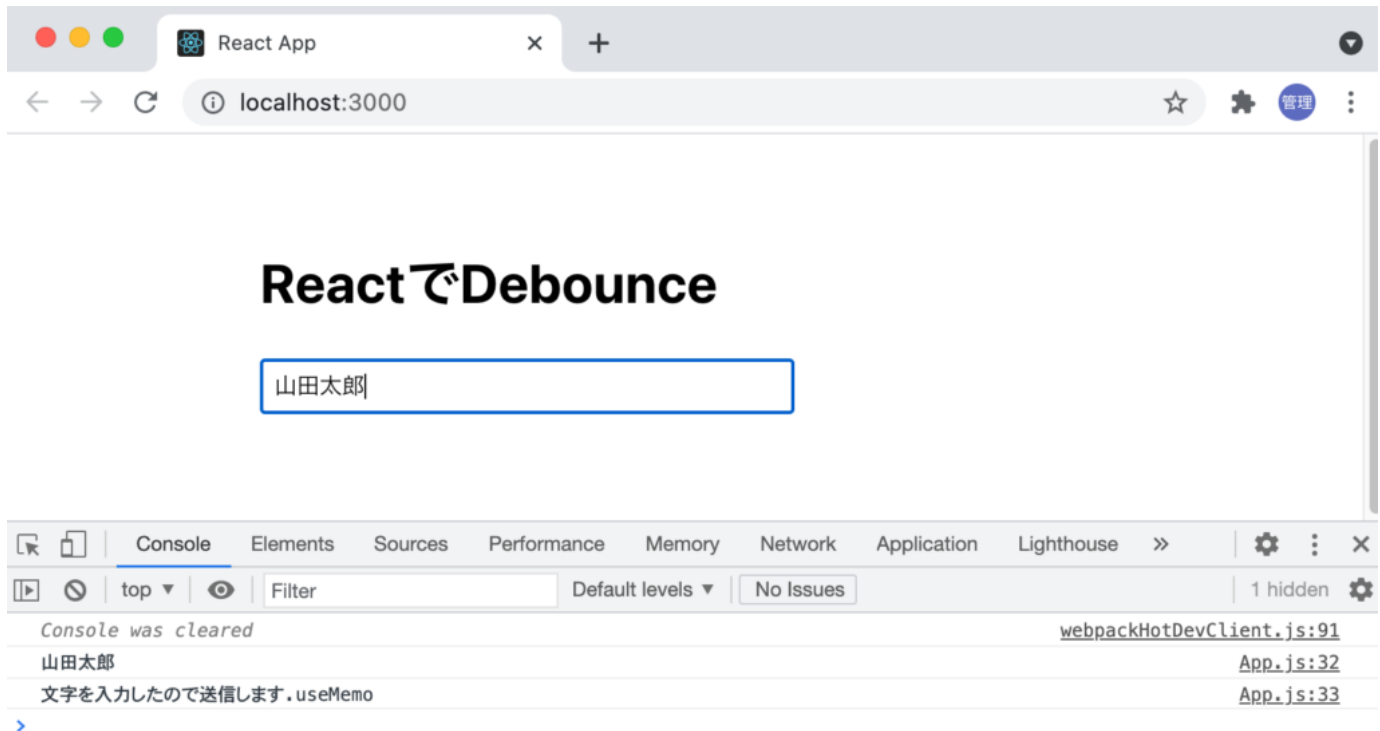 React App
localhost:3000
管理
ReactでDebounce
山田太郎
Console Elements Sources Performance Memory Network Application Lighthouse
top Filter Default levels No Issues 1 hidden
Console was cleared webpackHotDevClient.js:91
山田太郎 App.js:32
文字を入力したので送信します.useMemo App.js:33